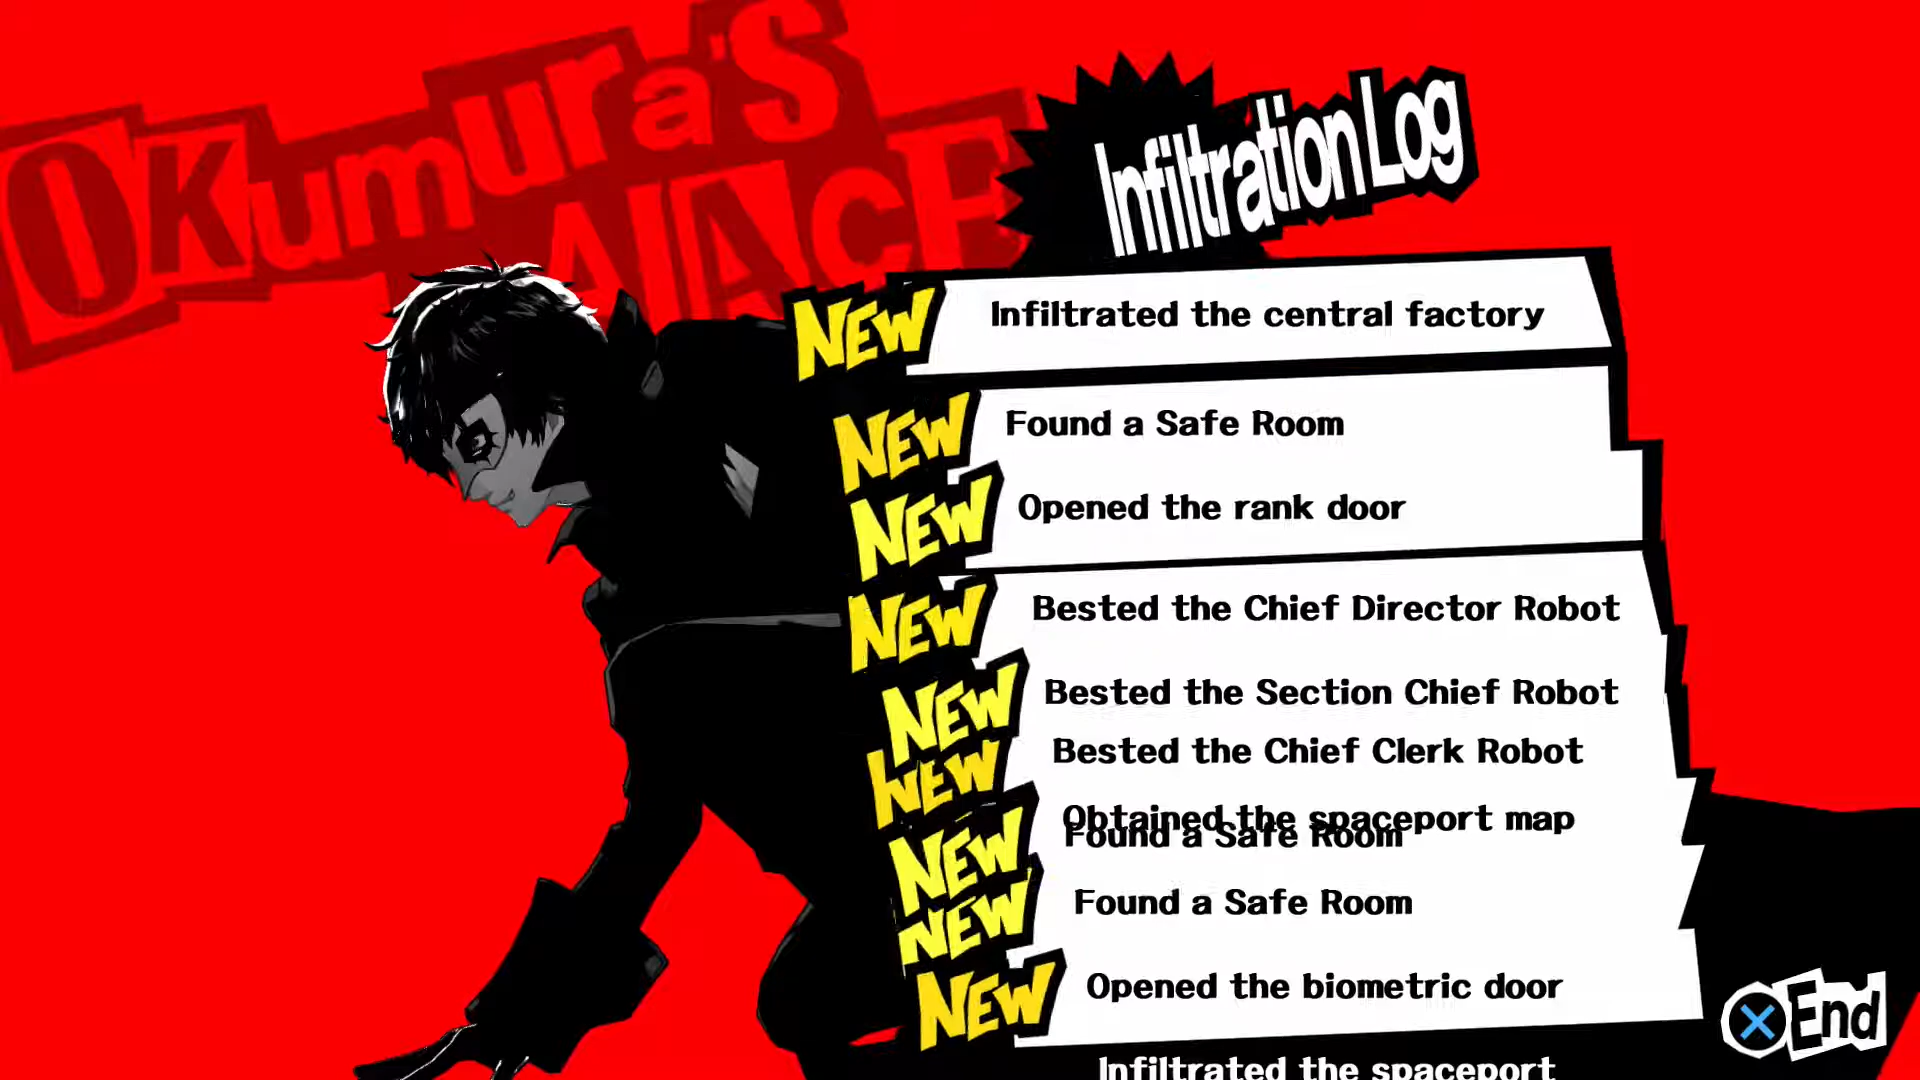 Okumura's
PALACE
Infiltration Log
NEW Infiltrated the central factory
NEW Found a Safe Room
NEW Opened the rank door
NEW Bested the Chief Director Robot
NEW Bested the Section Chief Robot
NEW Bested the Chief Clerk Robot
Obtained the spaceport map
NEW Found a Safe Room
NEW Found a Safe Room
NEW Opened the biometric door
Infiltrated the spaceport
End